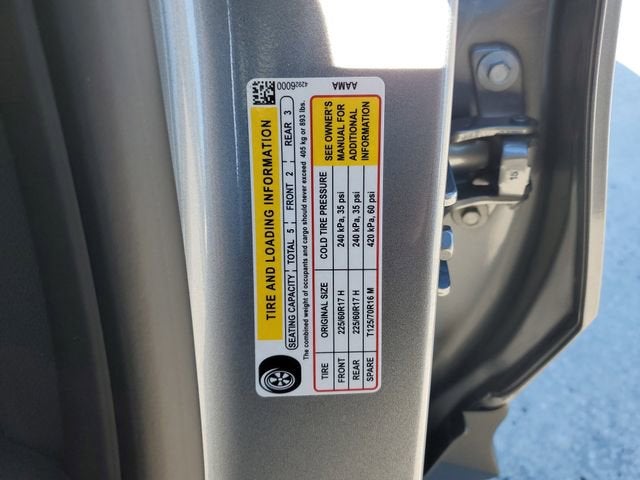 42926000 AAMA
TIRE AND LOADING INFORMATION
SEATING CAPACITY TOTAL 5 FRONT 2 REAR 3
The combined weight of occupants and cargo should never exceed 405 kg or 893 lbs.
TIRE ORIGINAL SIZE COLD TIRE PRESSURE
FRONT 225/60R17 H 240 kPa, 35 psi
REAR 225/60R17 H 240 kPa, 35 psi
SPARE T125/70R16 M 420 kPa, 60 psi
SEE OWNER'S
MANUAL FOR
ADDITIONAL
INFORMATION
15